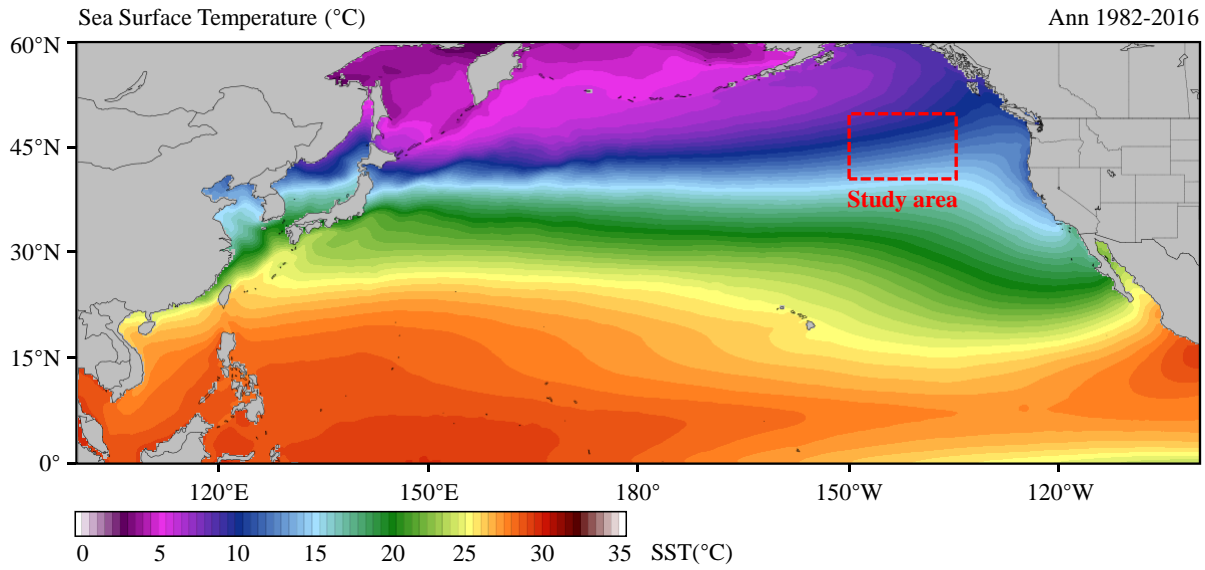 Sea Surface Temperature (°C) Ann 1982-2016
60°N
45°N
Study area
30°N
15°N
0°
120°E 150°E 180° 150°W 120°W
0 5 10 15 20 25 30 35 SST(°C)